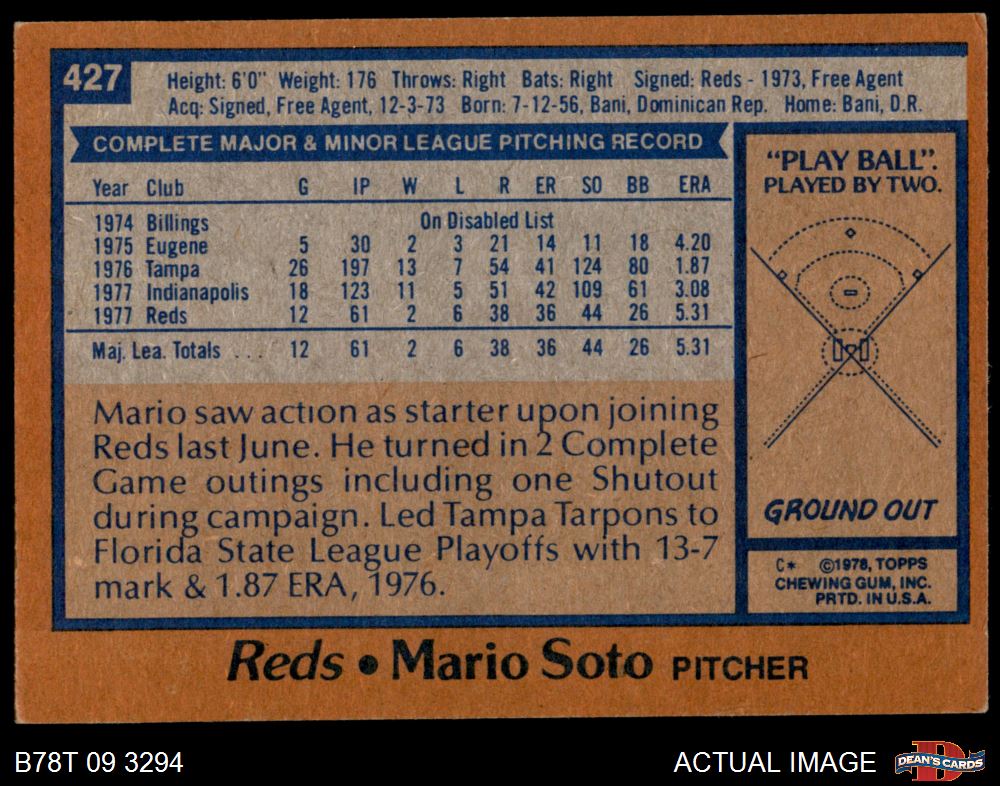 427
Height: 6'0" Weight: 176 Throws: Right Bats: Right Signed: Reds - 1973, Free Agent
Acq: Signed, Free Agent, 12-3-73 Born: 7-12-56, Bani, Dominican Rep. Home: Bani, D.R.
COMPLETE MAJOR & MINOR LEAGUE PITCHING RECORD
Year Club G IP W L R ER SO BB ERA
1974 Billings On Disabled List
1975 Eugene 5 30 2 3 21 14 11 18 4.20
1976 Tampa 26 197 13 7 54 41 124 80 1.87
1977 Indianapolis 18 123 11 5 51 42 109 61 3.08
1977 Reds 12 61 2 6 38 36 44 26 5.31
Maj. Lea. Totals ... 12 61 2 6 38 36 44 26 5.31
Mario saw action as starter upon joining
Reds last June. He turned in 2 Complete
Game outings including one Shutout
during campaign. Led Tampa Tarpons to
Florida State League Playoffs with 13-7
mark & 1.87 ERA, 1976.
"PLAY BALL".
PLAYED BY TWO.
GROUND OUT
C* ©1978, TOPPS
CHEWING GUM, INC.
PRTD. IN U.S.A.
Reds • Mario Soto PITCHER
B78T 09 3294
ACTUAL IMAGE
D
DEAN'S CARDS